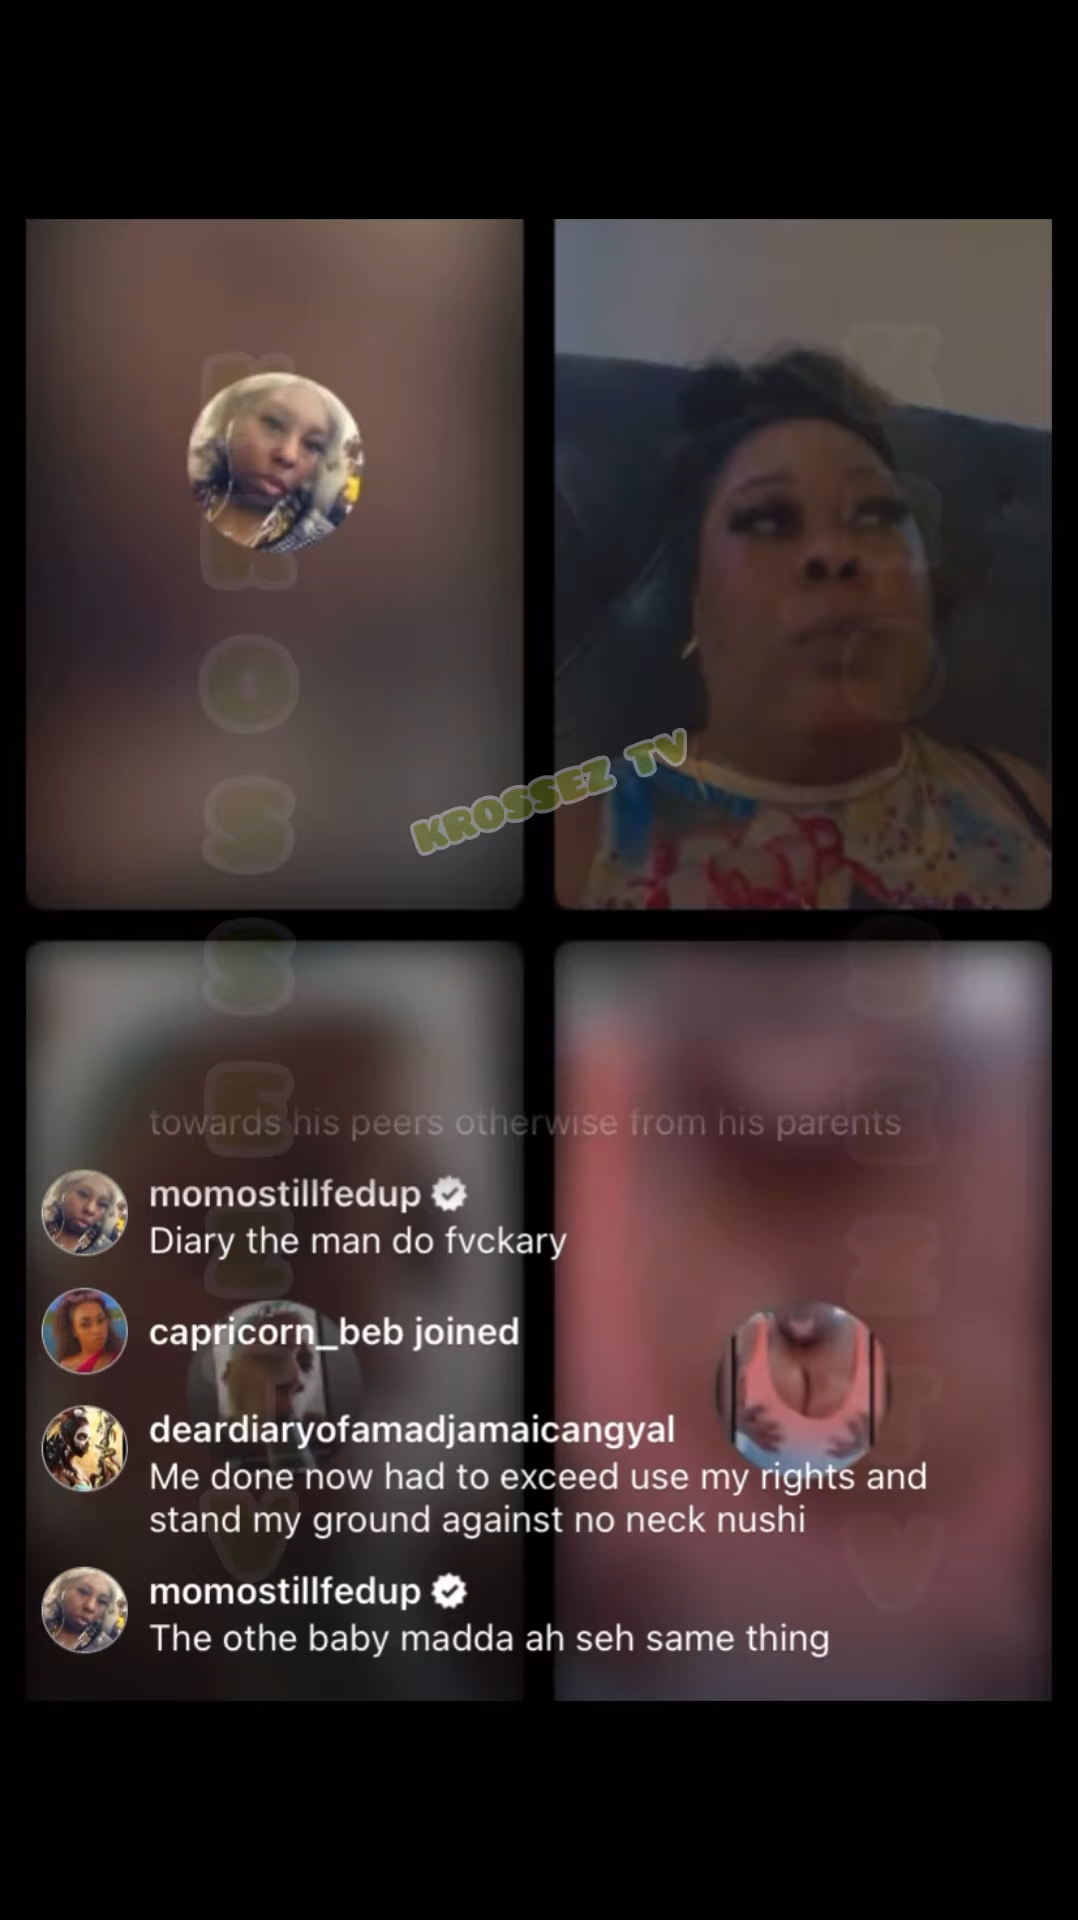 KROSSEZ TV
towards his peers otherwise from his parents
momostillfedup
Diary the man do fvckary
capricorn_beb joined
deardiaryofamadjamaicangyal
Me done now had to exceed use my rights and
stand my ground against no neck nushi
momostillfedup
The othe baby madda ah seh same thing
K
R
O
S
S
E
Z
T
V